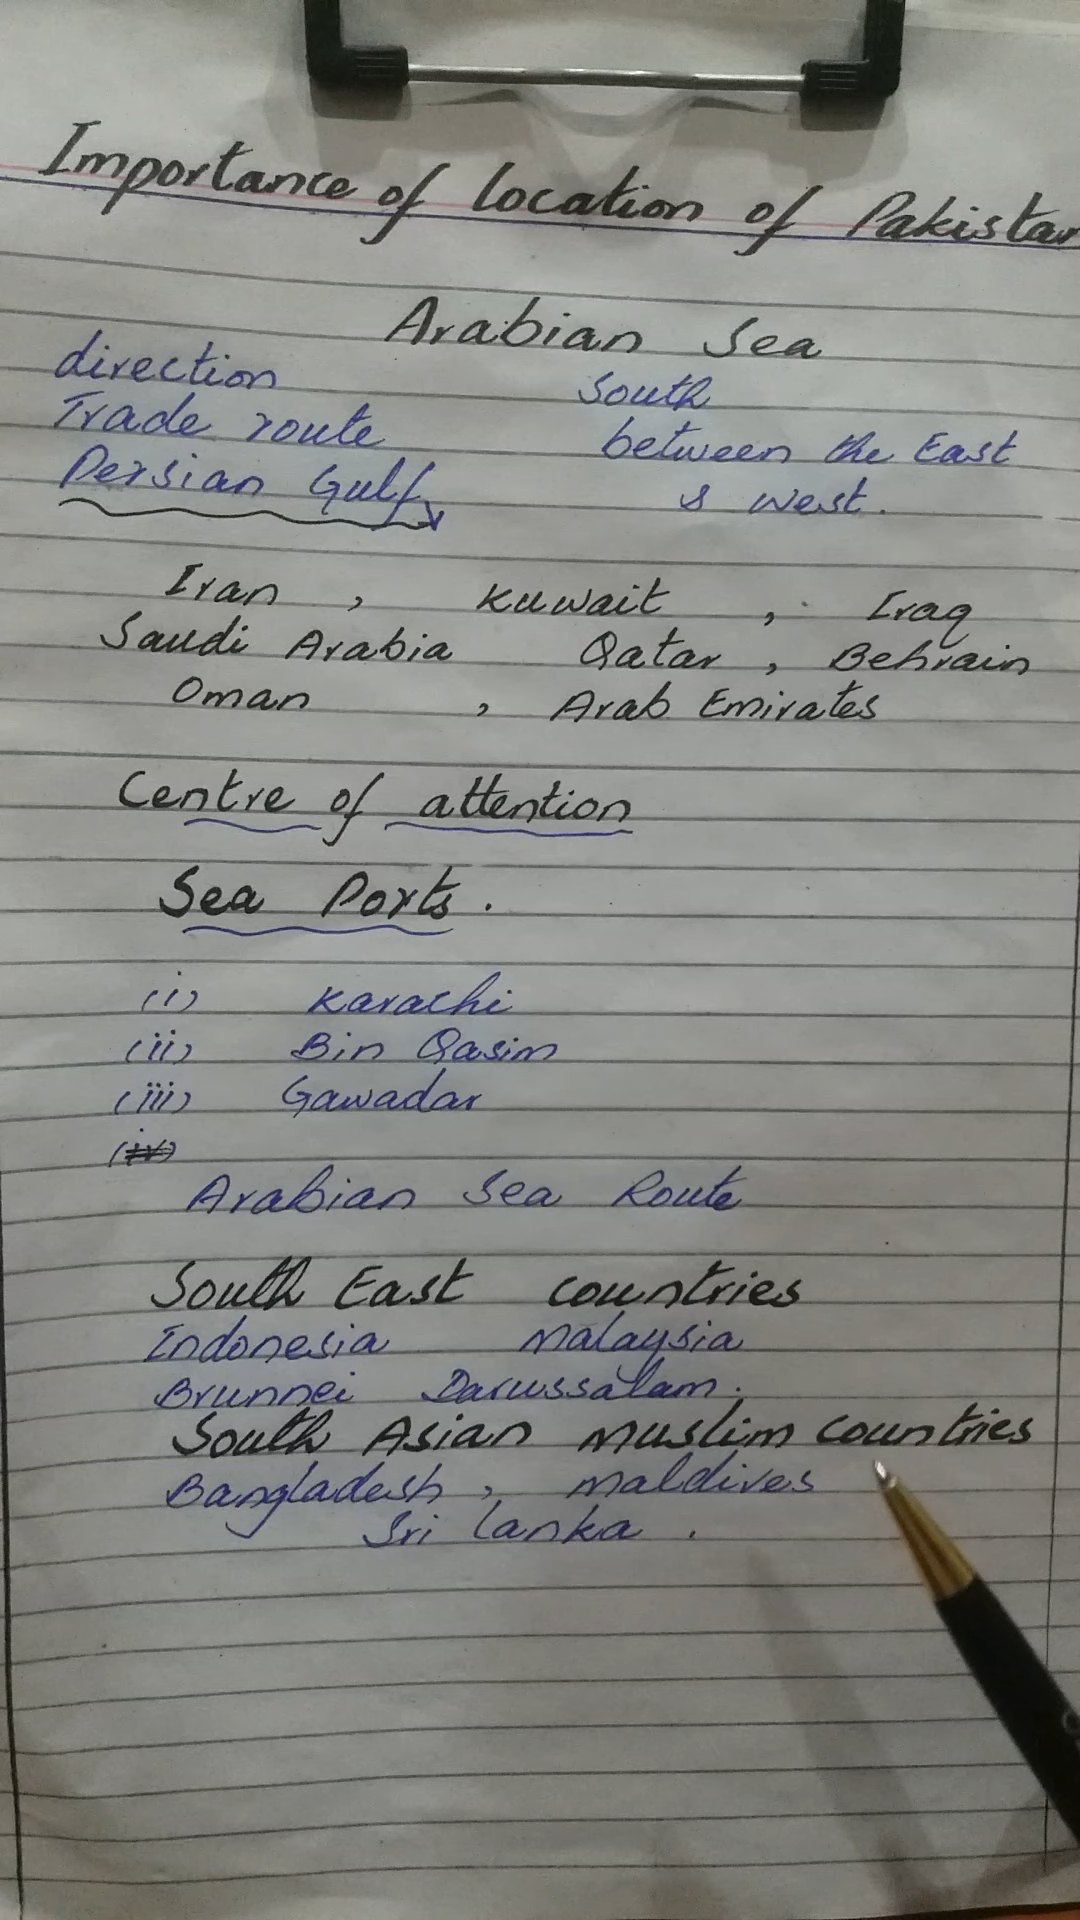 Importance of location of Pakistan
Arabian Sea
direction South
Trade route between the East
Persian Gulf & West.
Iran , Kuwait , Iraq
Saudi Arabia Qatar , Behrain
Oman , Arab Emirates
Centre of attention
Sea Ports.
(i) Karachi
(ii) Bin Qasim
(iii) Gawadar
(iv)
Arabian Sea Route
South East countries
Indonesia Malaysia
Brunnei Darussalam.
South Asian Muslim Countries
Bangladesh , Maldives
Sri lanka .